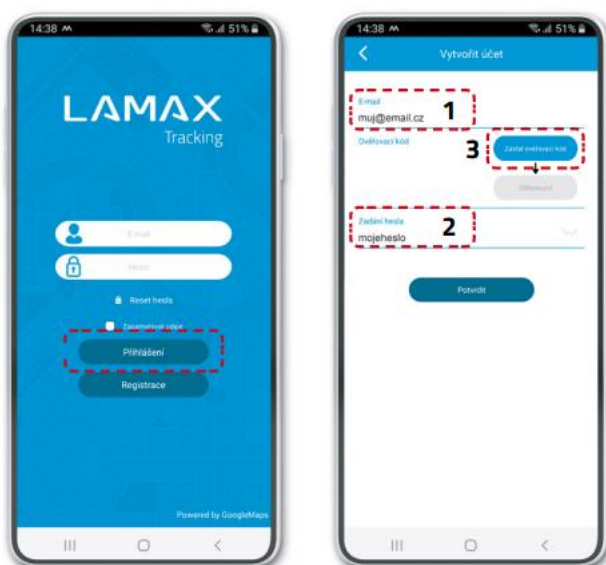 14:38
51%
LAMAX
Tracking
E-mail
Heslo
Reset hesla
Zapamatovat údaje
Přihlášení
Registrace
Powered by GoogleMaps
14:38
51%
Vytvořit účet
E-mail
muj@email.cz
1
Ověřovací kód
3
Zaslat ověřovací kód
Zadání hesla
mojeheslo
2
Potvrdit